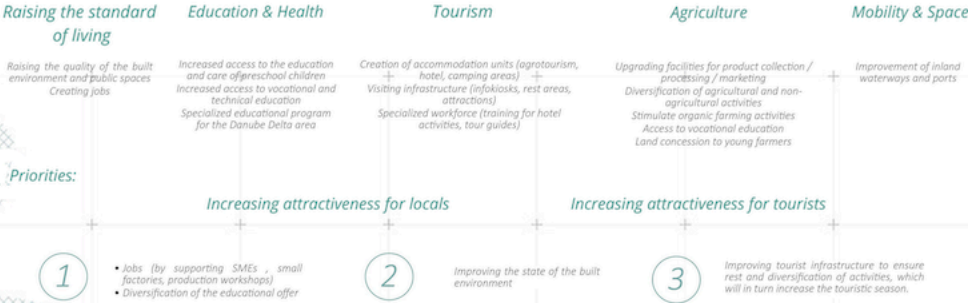 Raising the standard
of living
Raising the quality of the built
environment and public spaces
Creating jobs
Education & Health
Increased access to the education
and care of preschool children
Increased access to vocational and
technical education
Specialized educational program
for the Danube Delta area
Tourism
Creation of accommodation units (agrotourism,
hotel, camping areas)
Visiting infrastructure (infokiosks, rest areas,
attractions)
Specialized workforce (training for hotel
activities, tour guides)
Agriculture
Upgrading facilities for product collection /
processing / marketing
Diversification of agricultural and non-
agricultural activities
Stimulate organic farming activities
Access to vocational education
Land concession to young farmers
Mobility & Space
Improvement of inland
waterways and ports
Priorities:
Increasing attractiveness for locals
Increasing attractiveness for tourists
1
• Jobs (by supporting SMEs , small
factories, production workshops)
• Diversification of the educational offer
2
Improving the state of the built
environment
3
Improving tourist infrastructure to ensure
rest and diversification of activities, which
will in turn increase the touristic season.